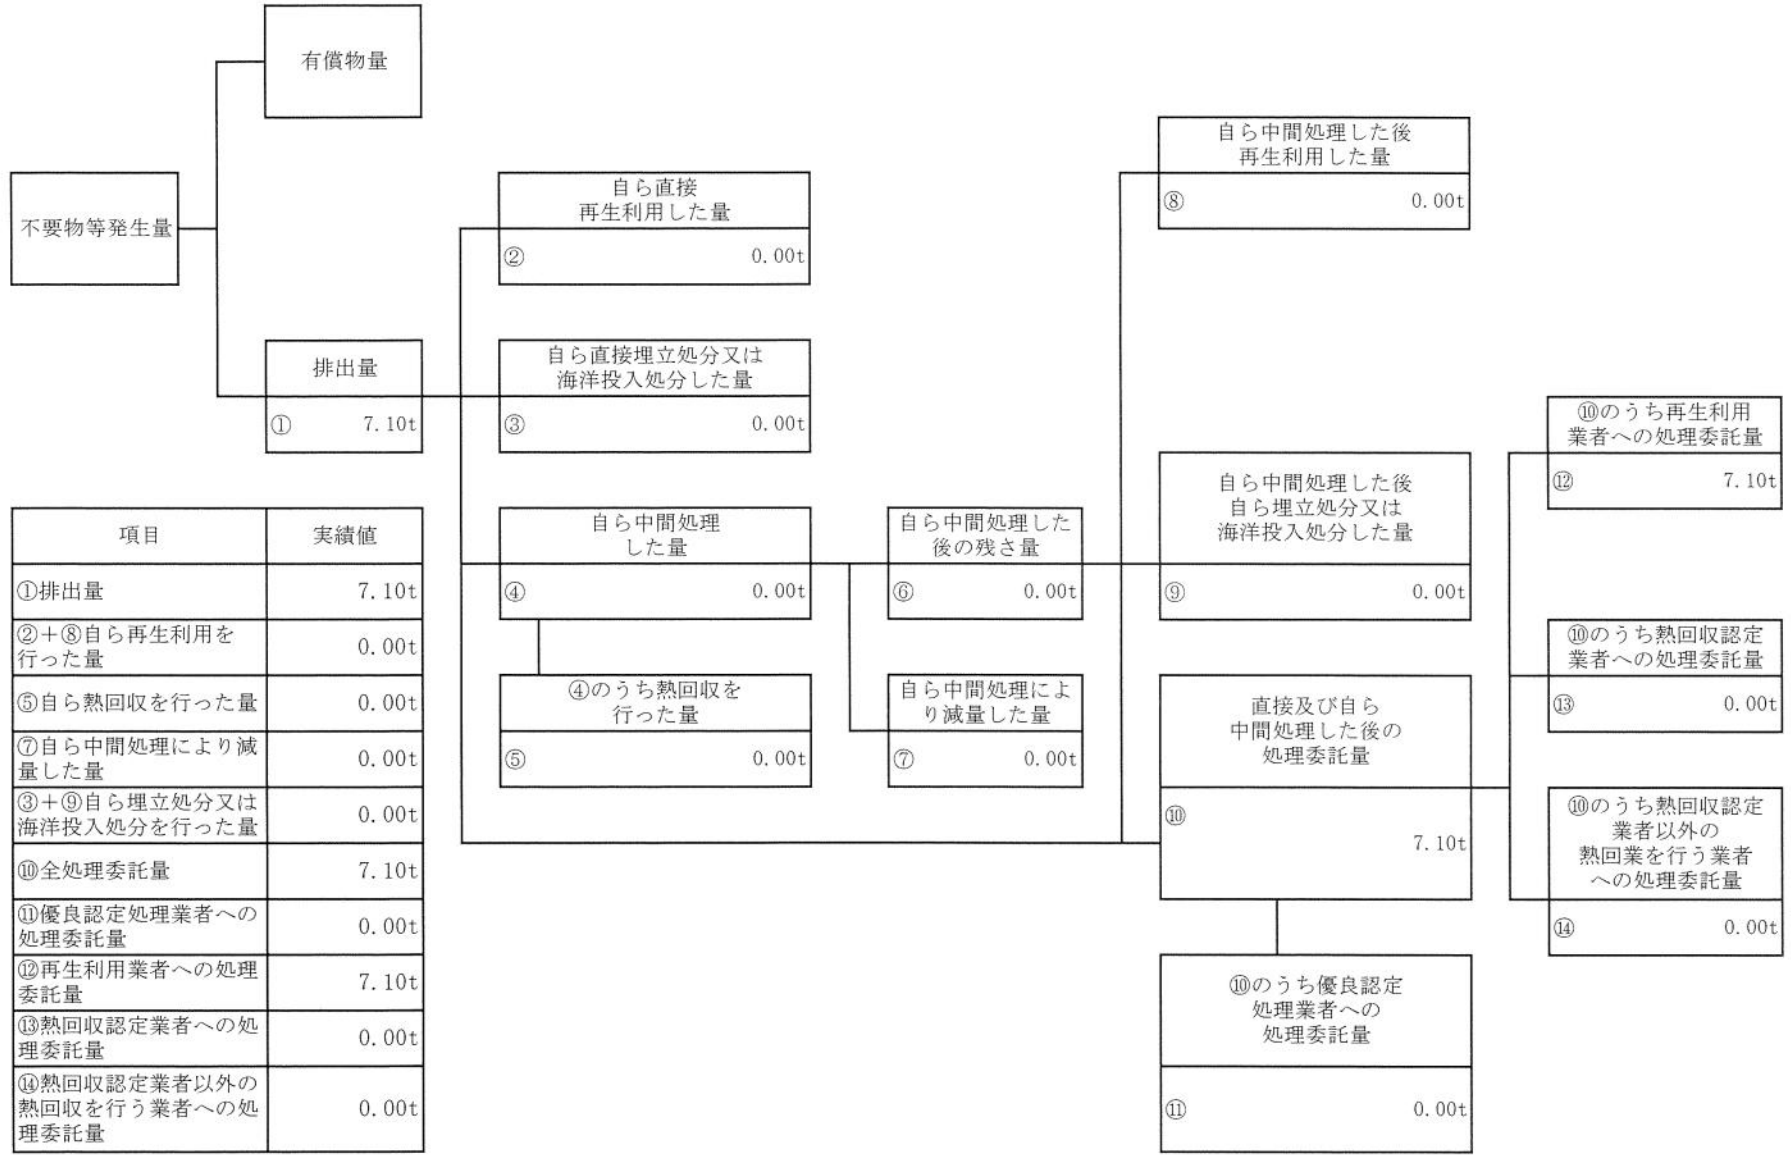 有償物量
不要物等発生量
排出量
① 7.10t
自ら直接
再生利用した量
② 0.00t
自ら直接埋立処分又は
海洋投入処分した量
③ 0.00t
自ら中間処理
した量
④ 0.00t
④のうち熱回収を
行った量
⑤ 0.00t
自ら中間処理した
後の残さ量
⑥ 0.00t
自ら中間処理によ
り減量した量
⑦ 0.00t
自ら中間処理した後
再生利用した量
⑧ 0.00t
自ら中間処理した後
自ら埋立処分又は
海洋投入処分した量
⑨ 0.00t
直接及び自ら
中間処理した後の
処理委託量
⑩
7.10t
⑩のうち優良認定
処理業者への
処理委託量
⑪ 0.00t
⑩のうち再生利用
業者への処理委託量
⑫ 7.10t
⑩のうち熱回収認定
業者への処理委託量
⑬ 0.00t
⑩のうち熱回収認定
業者以外の
熱回業を行う業者
への処理委託量
⑭ 0.00t
項目 実績値
①排出量 7.10t
②+⑧自ら再生利用を
行った量 0.00t
⑤自ら熱回収を行った量 0.00t
⑦自ら中間処理により減
量した量 0.00t
③+⑨自ら埋立処分又は
海洋投入処分を行った量 0.00t
⑩全処理委託量 7.10t
⑪優良認定処理業者への
処理委託量 0.00t
⑫再生利用業者への処理
委託量 7.10t
⑬熱回収認定業者への処
理委託量 0.00t
⑭熱回収認定業者以外の
熱回収を行う業者への処
理委託量 0.00t